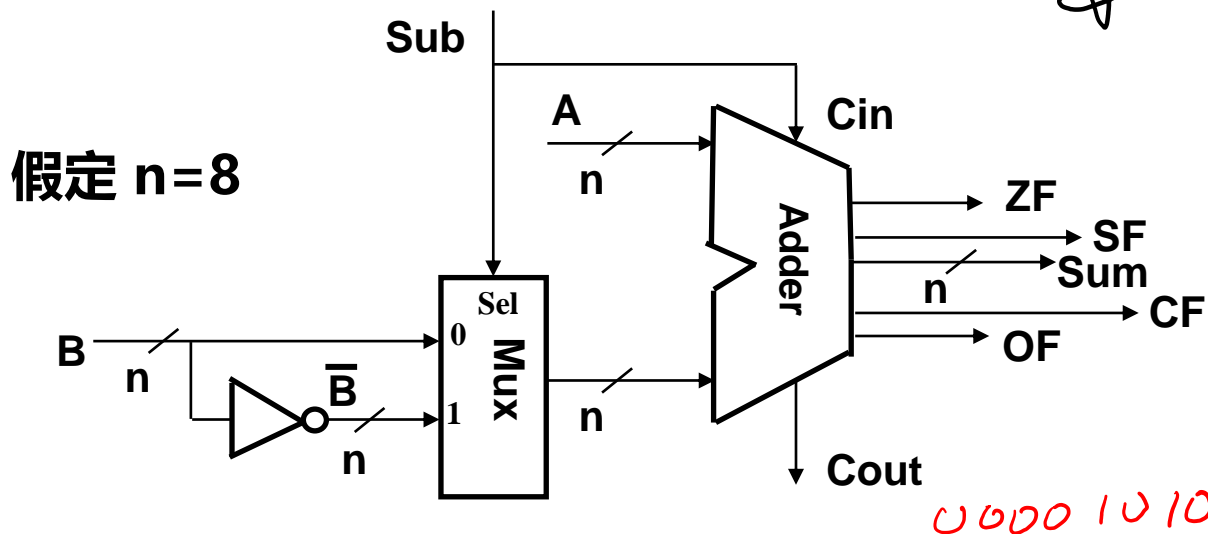 Sub
A
Cin
假定 n=8
n
ZF
Adder
SF
Sum
n
Sel
0
CF
B
Mux
OF
n
B̅
1
n
n
Cout
0000 1010